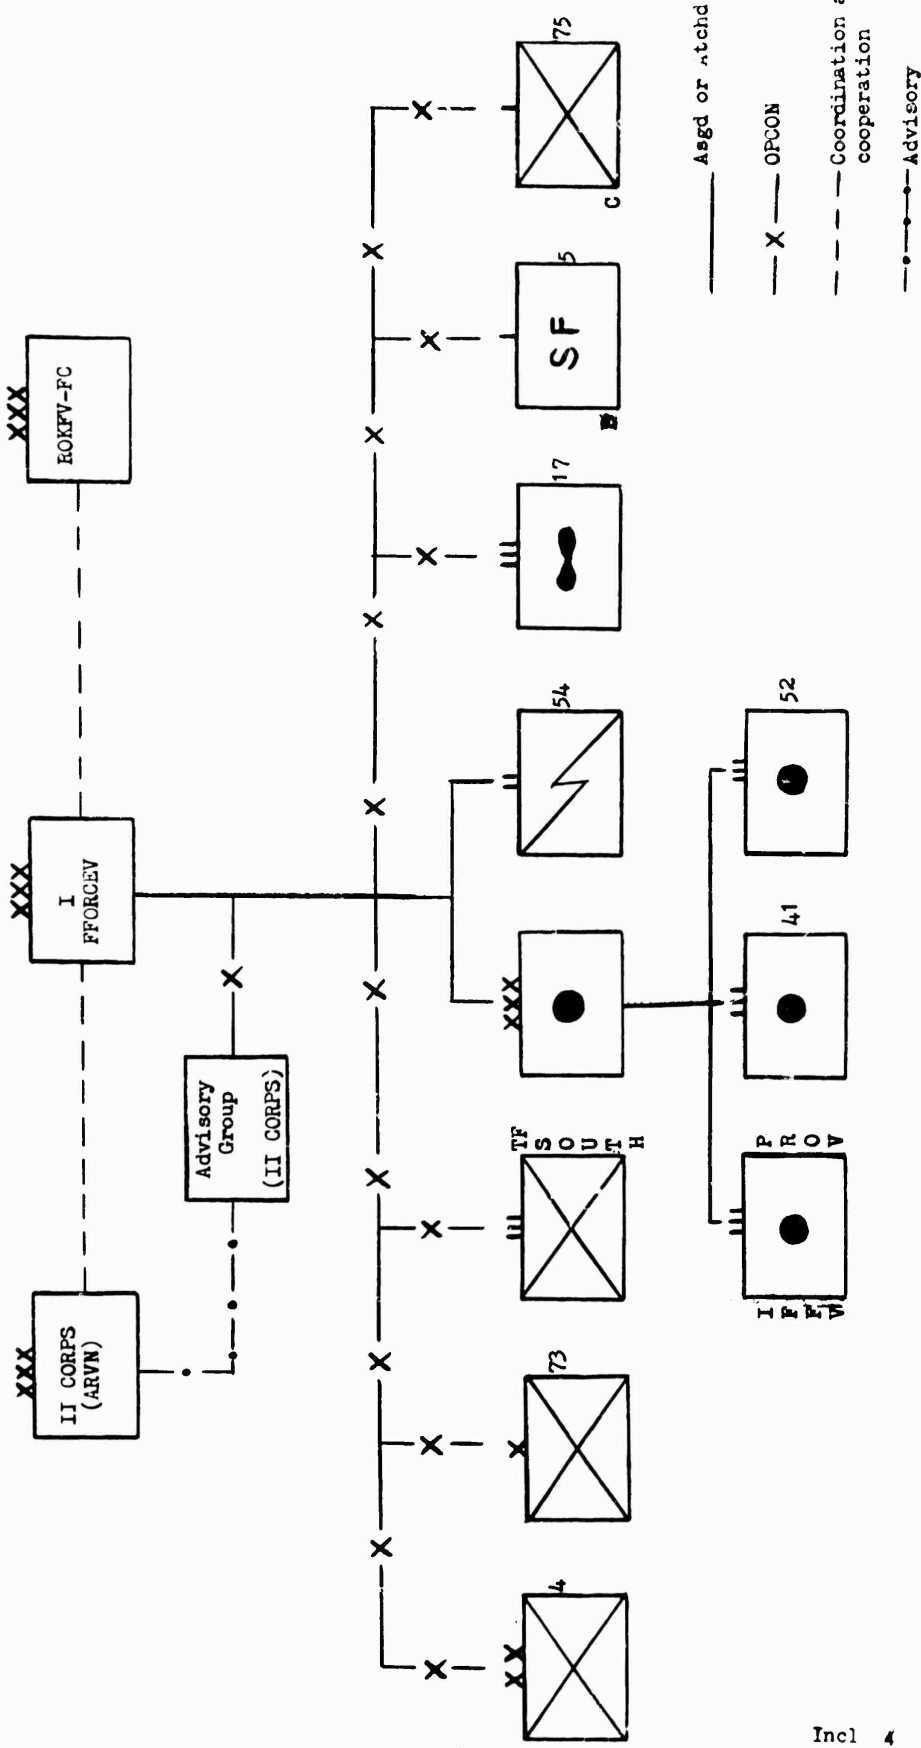 XXX
II CORPS
(ARVN)
XXX
I
FFORCEV
XXX
ROKFV-FC
Advisory
Group
(II CORPS)
XX
4
X
73
TF
SOUTH
XXX
54
17
SF
5
C
75
I F F V
PROV
41
52
Asgd or Atchd
X OPCON
Coordination a
cooperation
Advisory
Incl 4